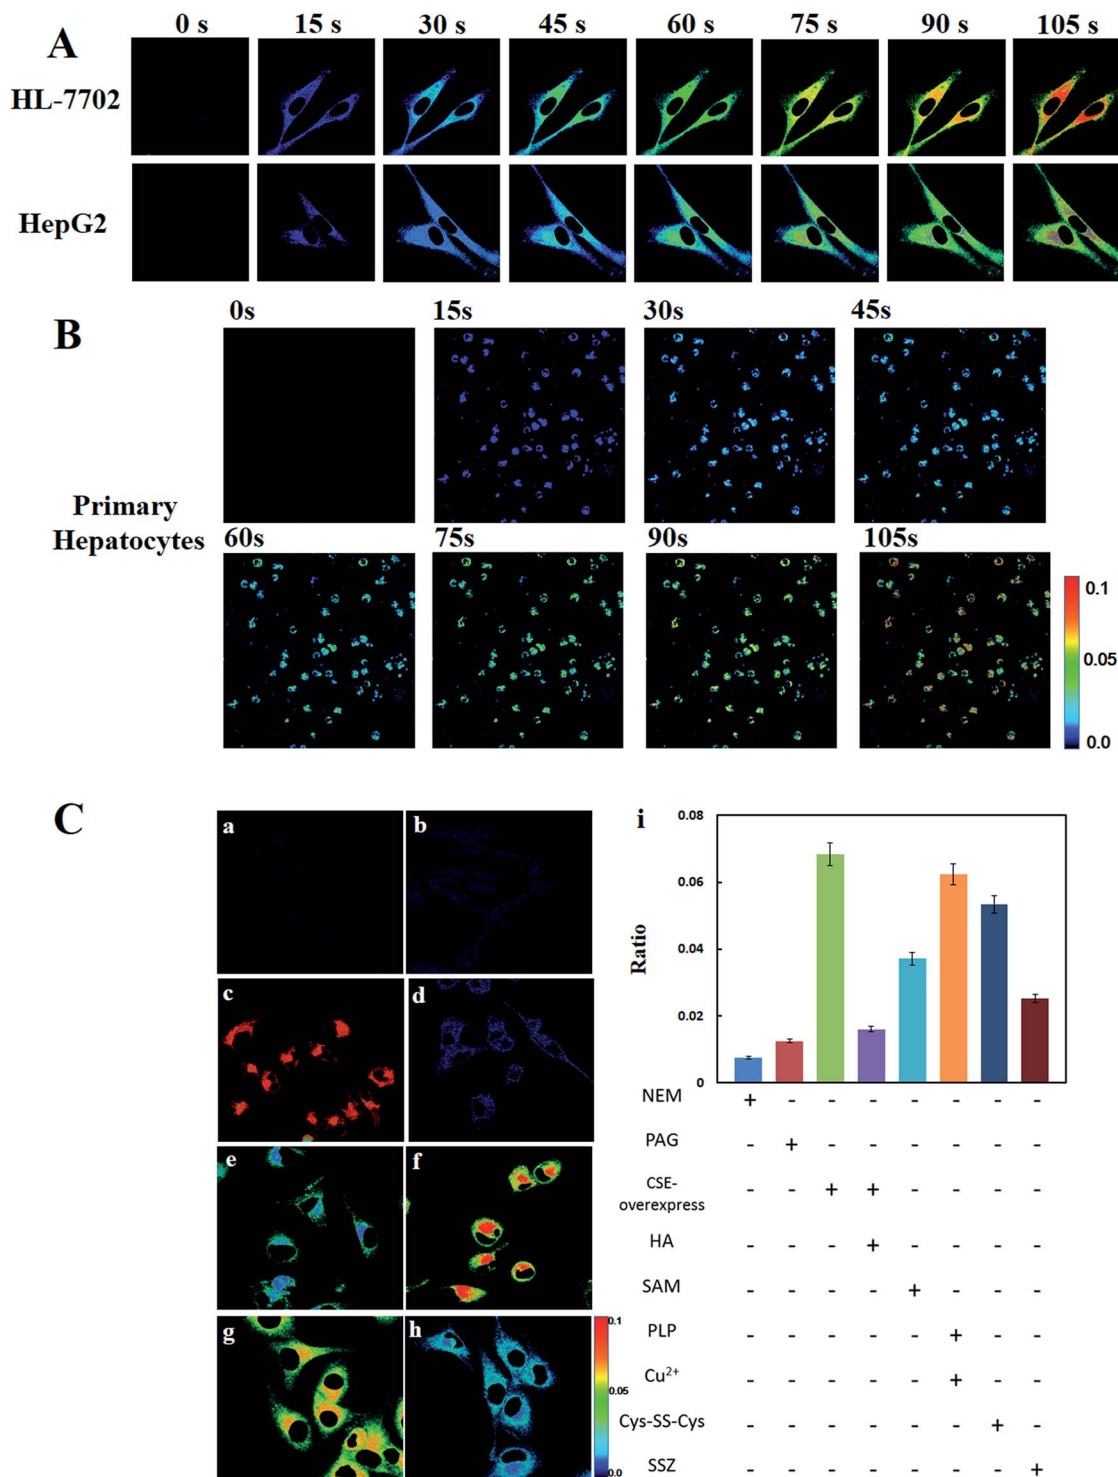 0 s 15 s 30 s 45 s 60 s 75 s 90 s 105 s
A
HL-7702
HepG2
B
0s 15s 30s 45s
Primary
Hepatocytes
60s 75s 90s 105s
0.1
0.05
0.0
C
a b
c d
e f
g h
0.1
0.05
0.0
i
0.08
0.06
0.04
0.02
0
Ratio
NEM + - - - - - - -
PAG - + - - - - - -
CSE-
overexpress - - + + - - - -
HA - - - + - - - -
SAM - - - - + - - -
PLP - - - - - + - -
Cu²⁺ - - - - - + - -
Cys-SS-Cys - - - - - - + -
SSZ - - - - - - - +